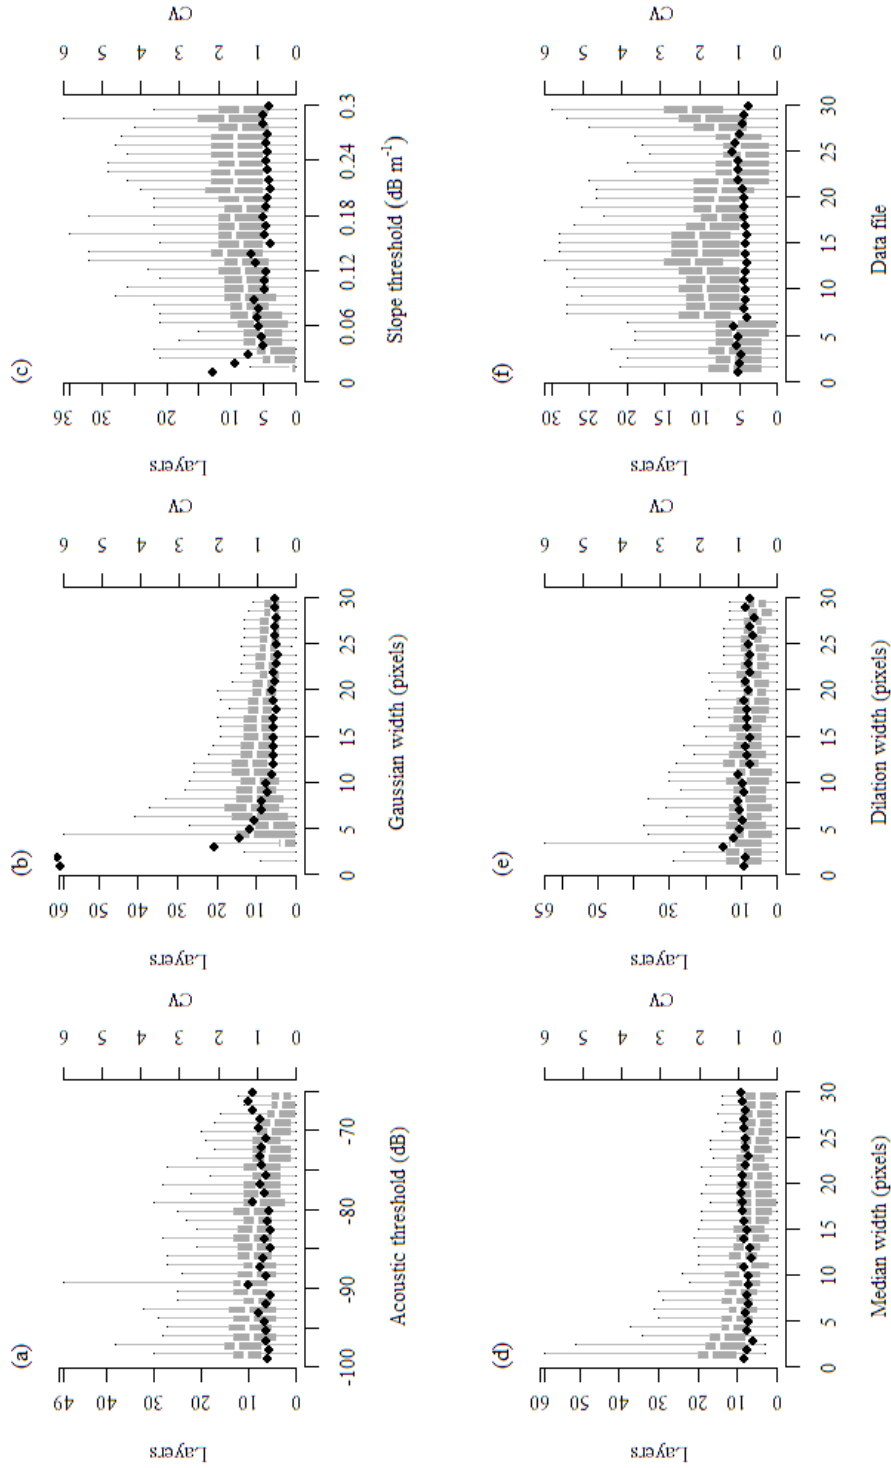 (a)
Layers
49 40 30 20 10 0
-100 -90 -80 -70
Acoustic threshold (dB)
6 5 4 3 2 1 0
CV
(b)
Layers
60 50 40 30 20 10 0
0 5 10 15 20 25 30
Gaussian width (pixels)
6 5 4 3 2 1 0
CV
(c)
Layers
36 30 20 10 5 0
0 0.06 0.12 0.18 0.24 0.3
Slope threshold (dB m⁻¹)
6 5 4 3 2 1 0
CV
(d)
Layers
60 50 40 30 20 10 0
0 5 10 15 20 25 30
Median width (pixels)
6 5 4 3 2 1 0
CV
(e)
Layers
65 50 30 10 0
0 5 10 15 20 25 30
Dilation width (pixels)
6 5 4 3 2 1 0
CV
(f)
Layers
30 25 20 15 10 5 0
0 5 10 15 20 25 30
Data file
6 5 4 3 2 1 0
CV